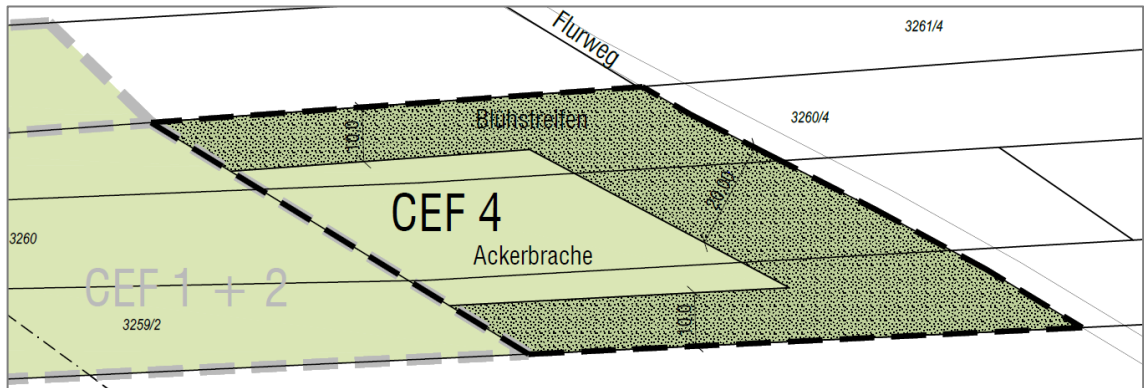 Flurweg
3261/4
3260/4
Bluhstreifen
10,0
20,00
CEF 4
Ackerbrache
3260
CEF 1 + 2
3259/2
10,0